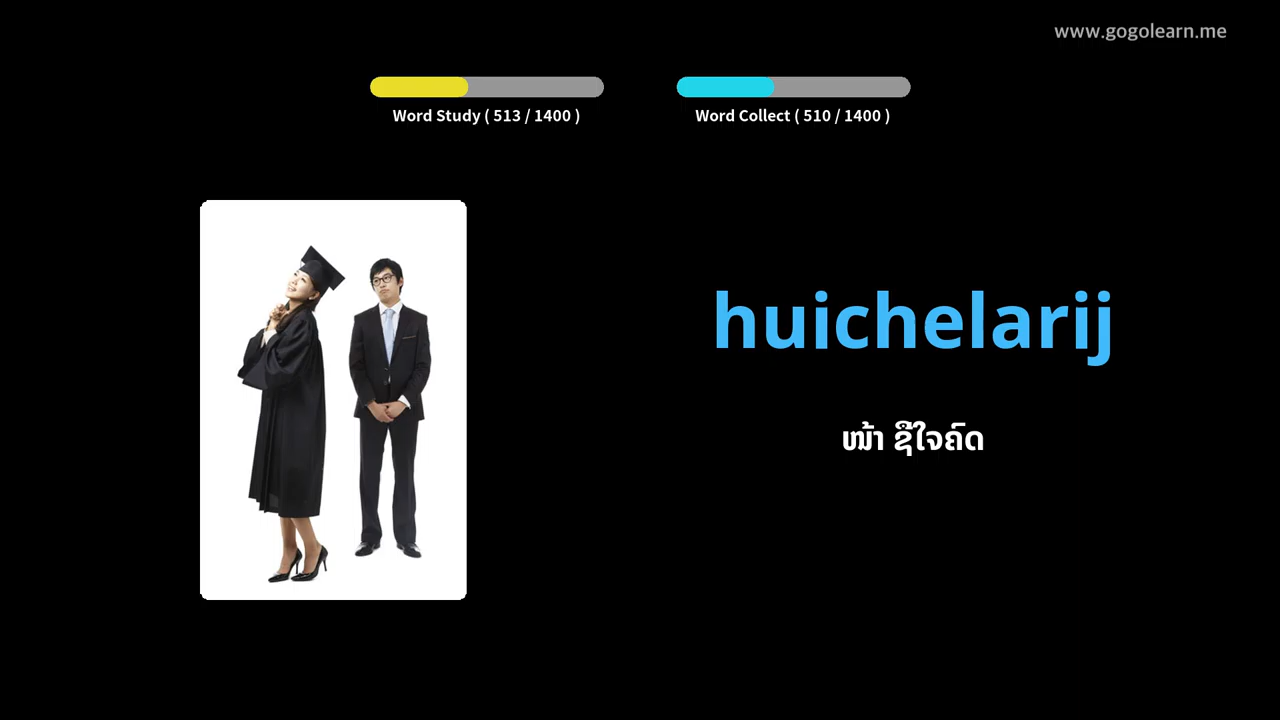 www.gogolearn.me
Word Study ( 513 / 1400 )
Word Collect ( 510 / 1400 )
huichelarij
ໜ້າ ຊືໃຈຄົດ